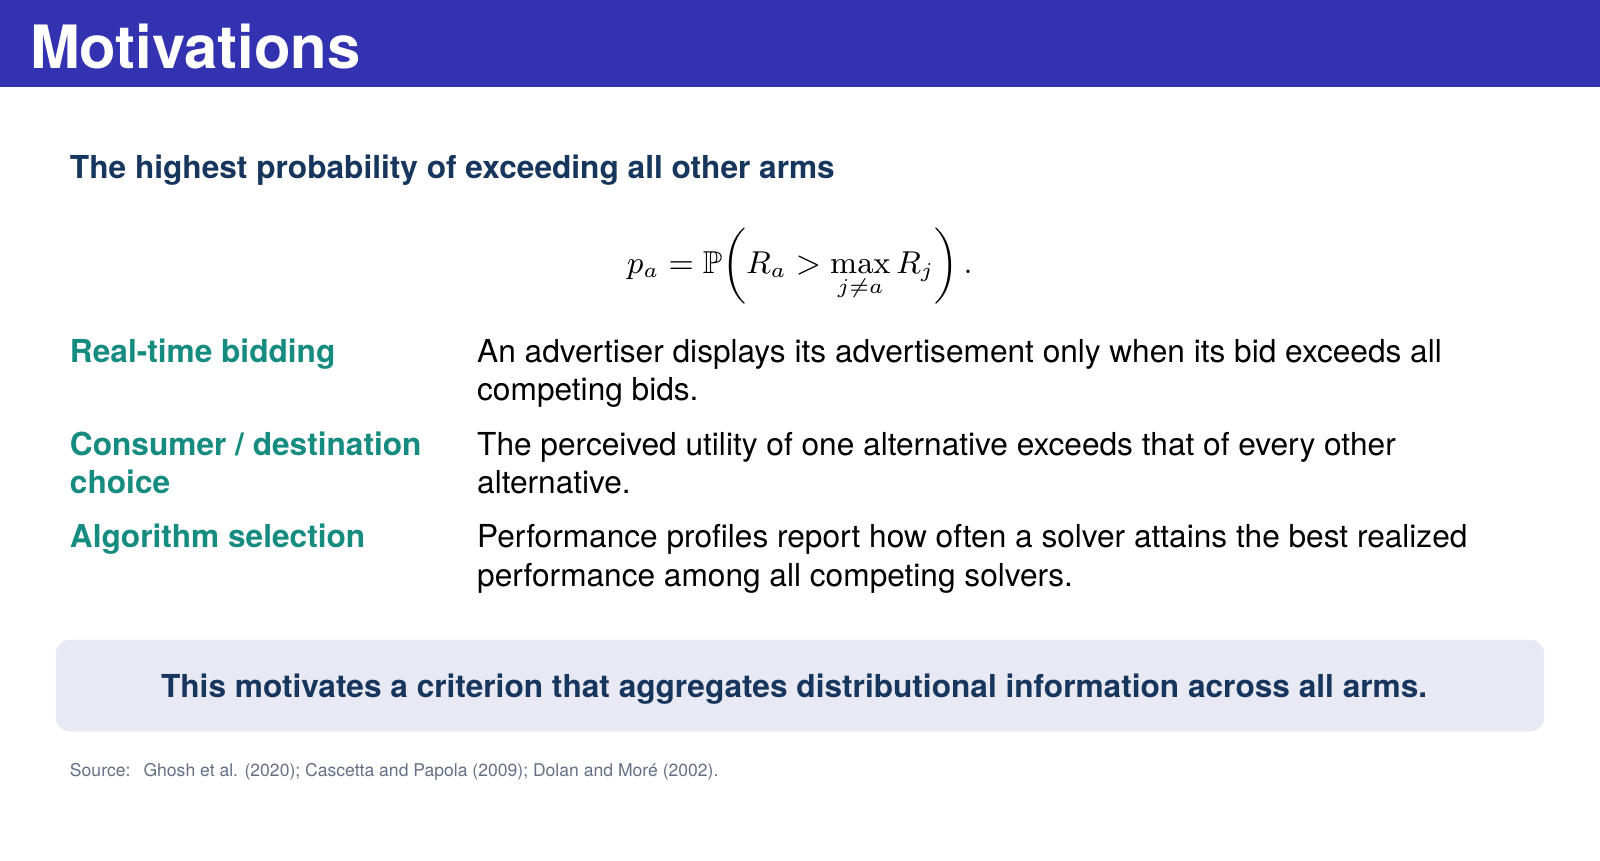 Motivations
The highest probability of exceeding all other arms
p_a = ℙ(R_a > max_{j≠a} R_j).
Real-time bidding
An advertiser displays its advertisement only when its bid exceeds all
competing bids.
Consumer / destination
choice
The perceived utility of one alternative exceeds that of every other
alternative.
Algorithm selection
Performance profiles report how often a solver attains the best realized
performance among all competing solvers.
This motivates a criterion that aggregates distributional information across all arms.
Source: Ghosh et al. (2020); Cascetta and Papola (2009); Dolan and Moré (2002).